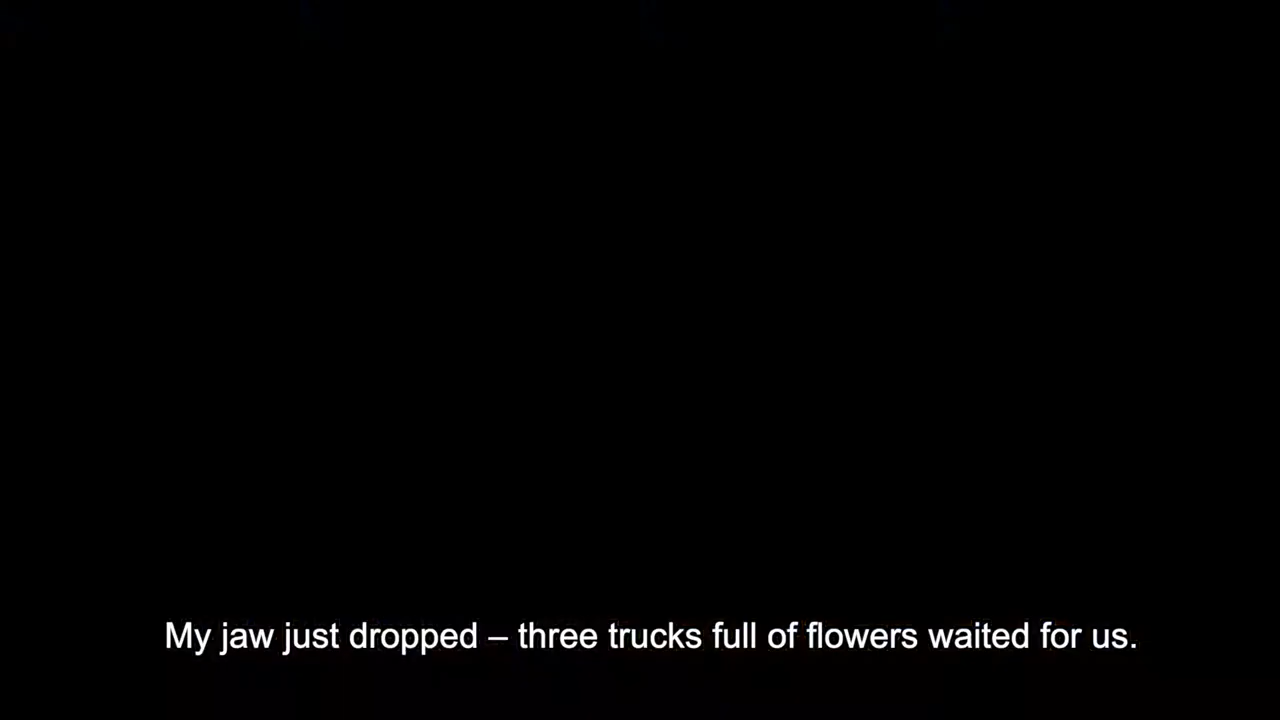 My jaw just dropped – three trucks full of flowers waited for us.